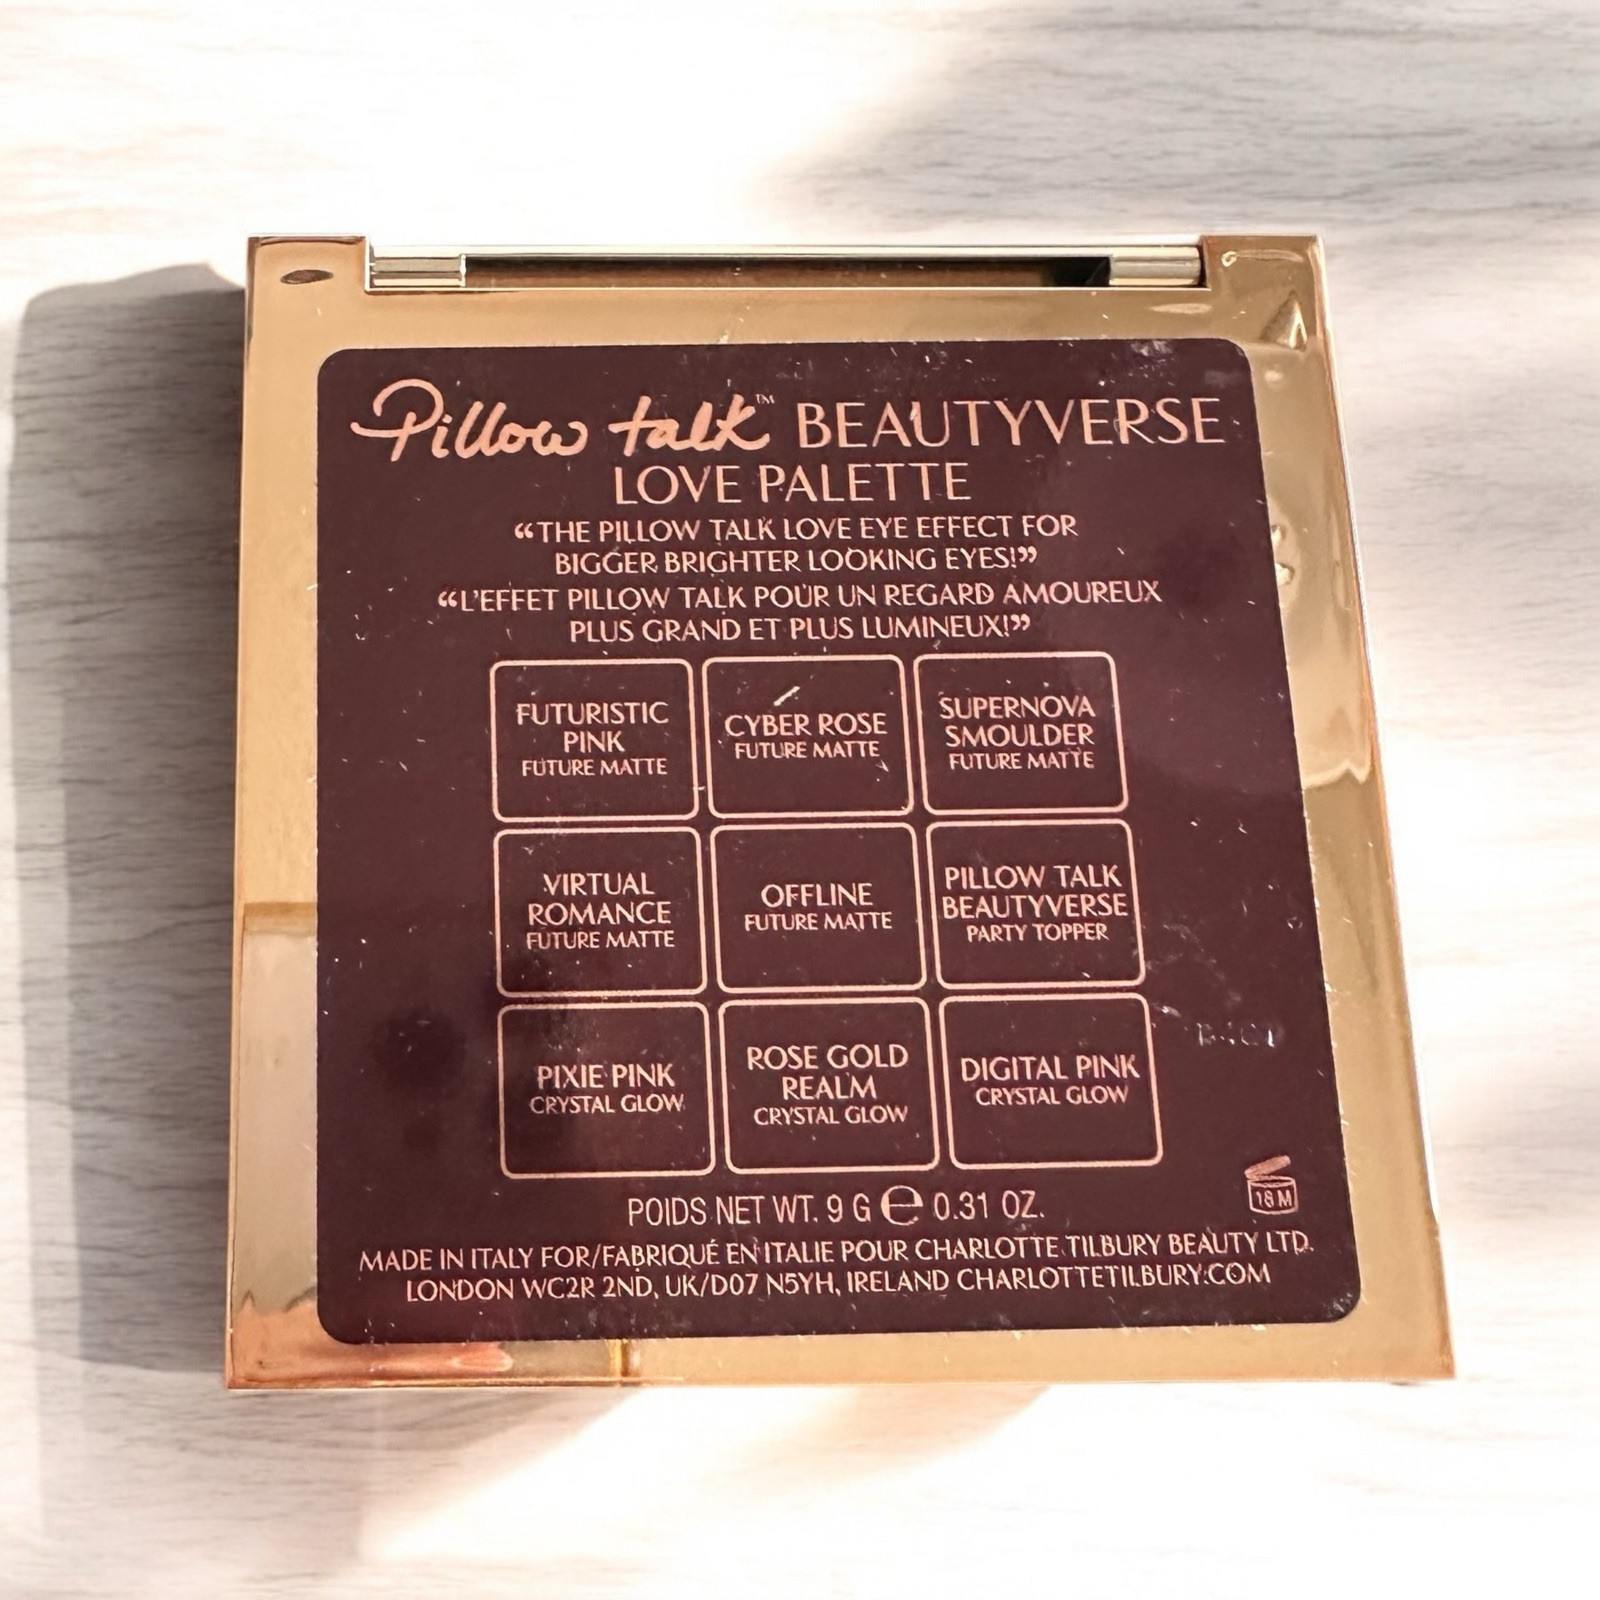 Pillow talk™ BEAUTYVERSE
LOVE PALETTE
“THE PILLOW TALK LOVE EYE EFFECT FOR
BIGGER BRIGHTER LOOKING EYES!”
“L'EFFET PILLOW TALK POUR UN REGARD AMOUREUX
PLUS GRAND ET PLUS LUMINEUX!”
FUTURISTIC
PINK
FUTURE MATTE
CYBER ROSE
FUTURE MATTE
SUPERNOVA
SMOULDER
FUTURE MATTE
VIRTUAL
ROMANCE
FUTURE MATTE
OFFLINE
FUTURE MATTE
PILLOW TALK
BEAUTYVERSE
PARTY TOPPER
PIXIE PINK
CRYSTAL GLOW
ROSE GOLD
REALM
CRYSTAL GLOW
DIGITAL PINK
CRYSTAL GLOW
18 M
POIDS NET WT. 9 G ℮ 0.31 OZ.
MADE IN ITALY FOR/FABRIQUÉ EN ITALIE POUR CHARLOTTE TILBURY BEAUTY LTD.
LONDON WC2R 2ND, UK/D07 N5YH, IRELAND CHARLOTTETILBURY.COM